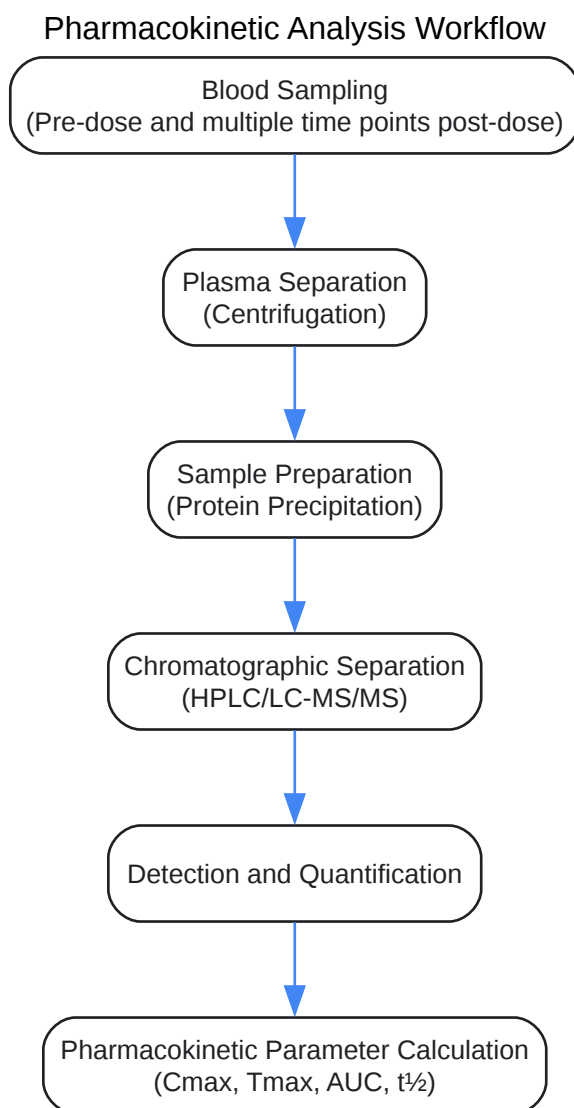 Pharmacokinetic Analysis Workflow
Blood Sampling
(Pre-dose and multiple time points post-dose)
Plasma Separation
(Centrifugation)
Sample Preparation
(Protein Precipitation)
Chromatographic Separation
(HPLC/LC-MS/MS)
Detection and Quantification
Pharmacokinetic Parameter Calculation
(Cmax, Tmax, AUC, t½)